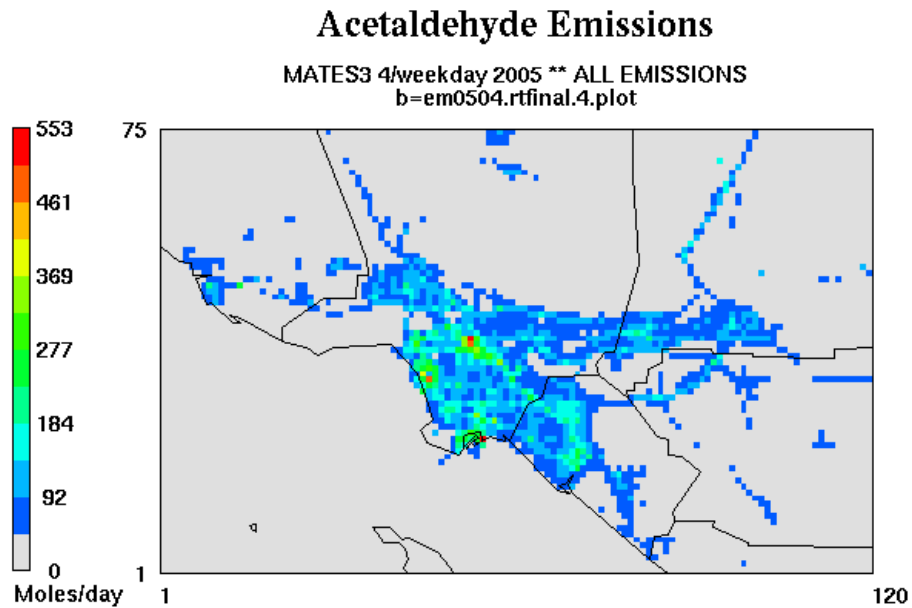 Acetaldehyde Emissions
MATES3 4/weekday 2005 ** ALL EMISSIONS
b=em0504.rtfinal.4.plot
553
461
369
277
184
92
0
Moles/day
75
1
1
120